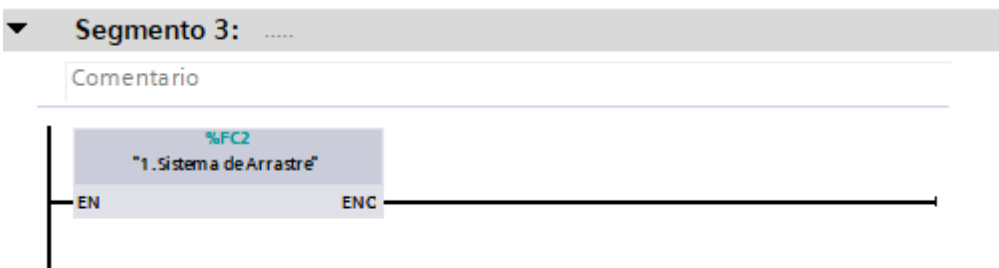 Segmento 3: .....
Comentario
%FC2
"1.Sistema de Arrastre"
EN ENO